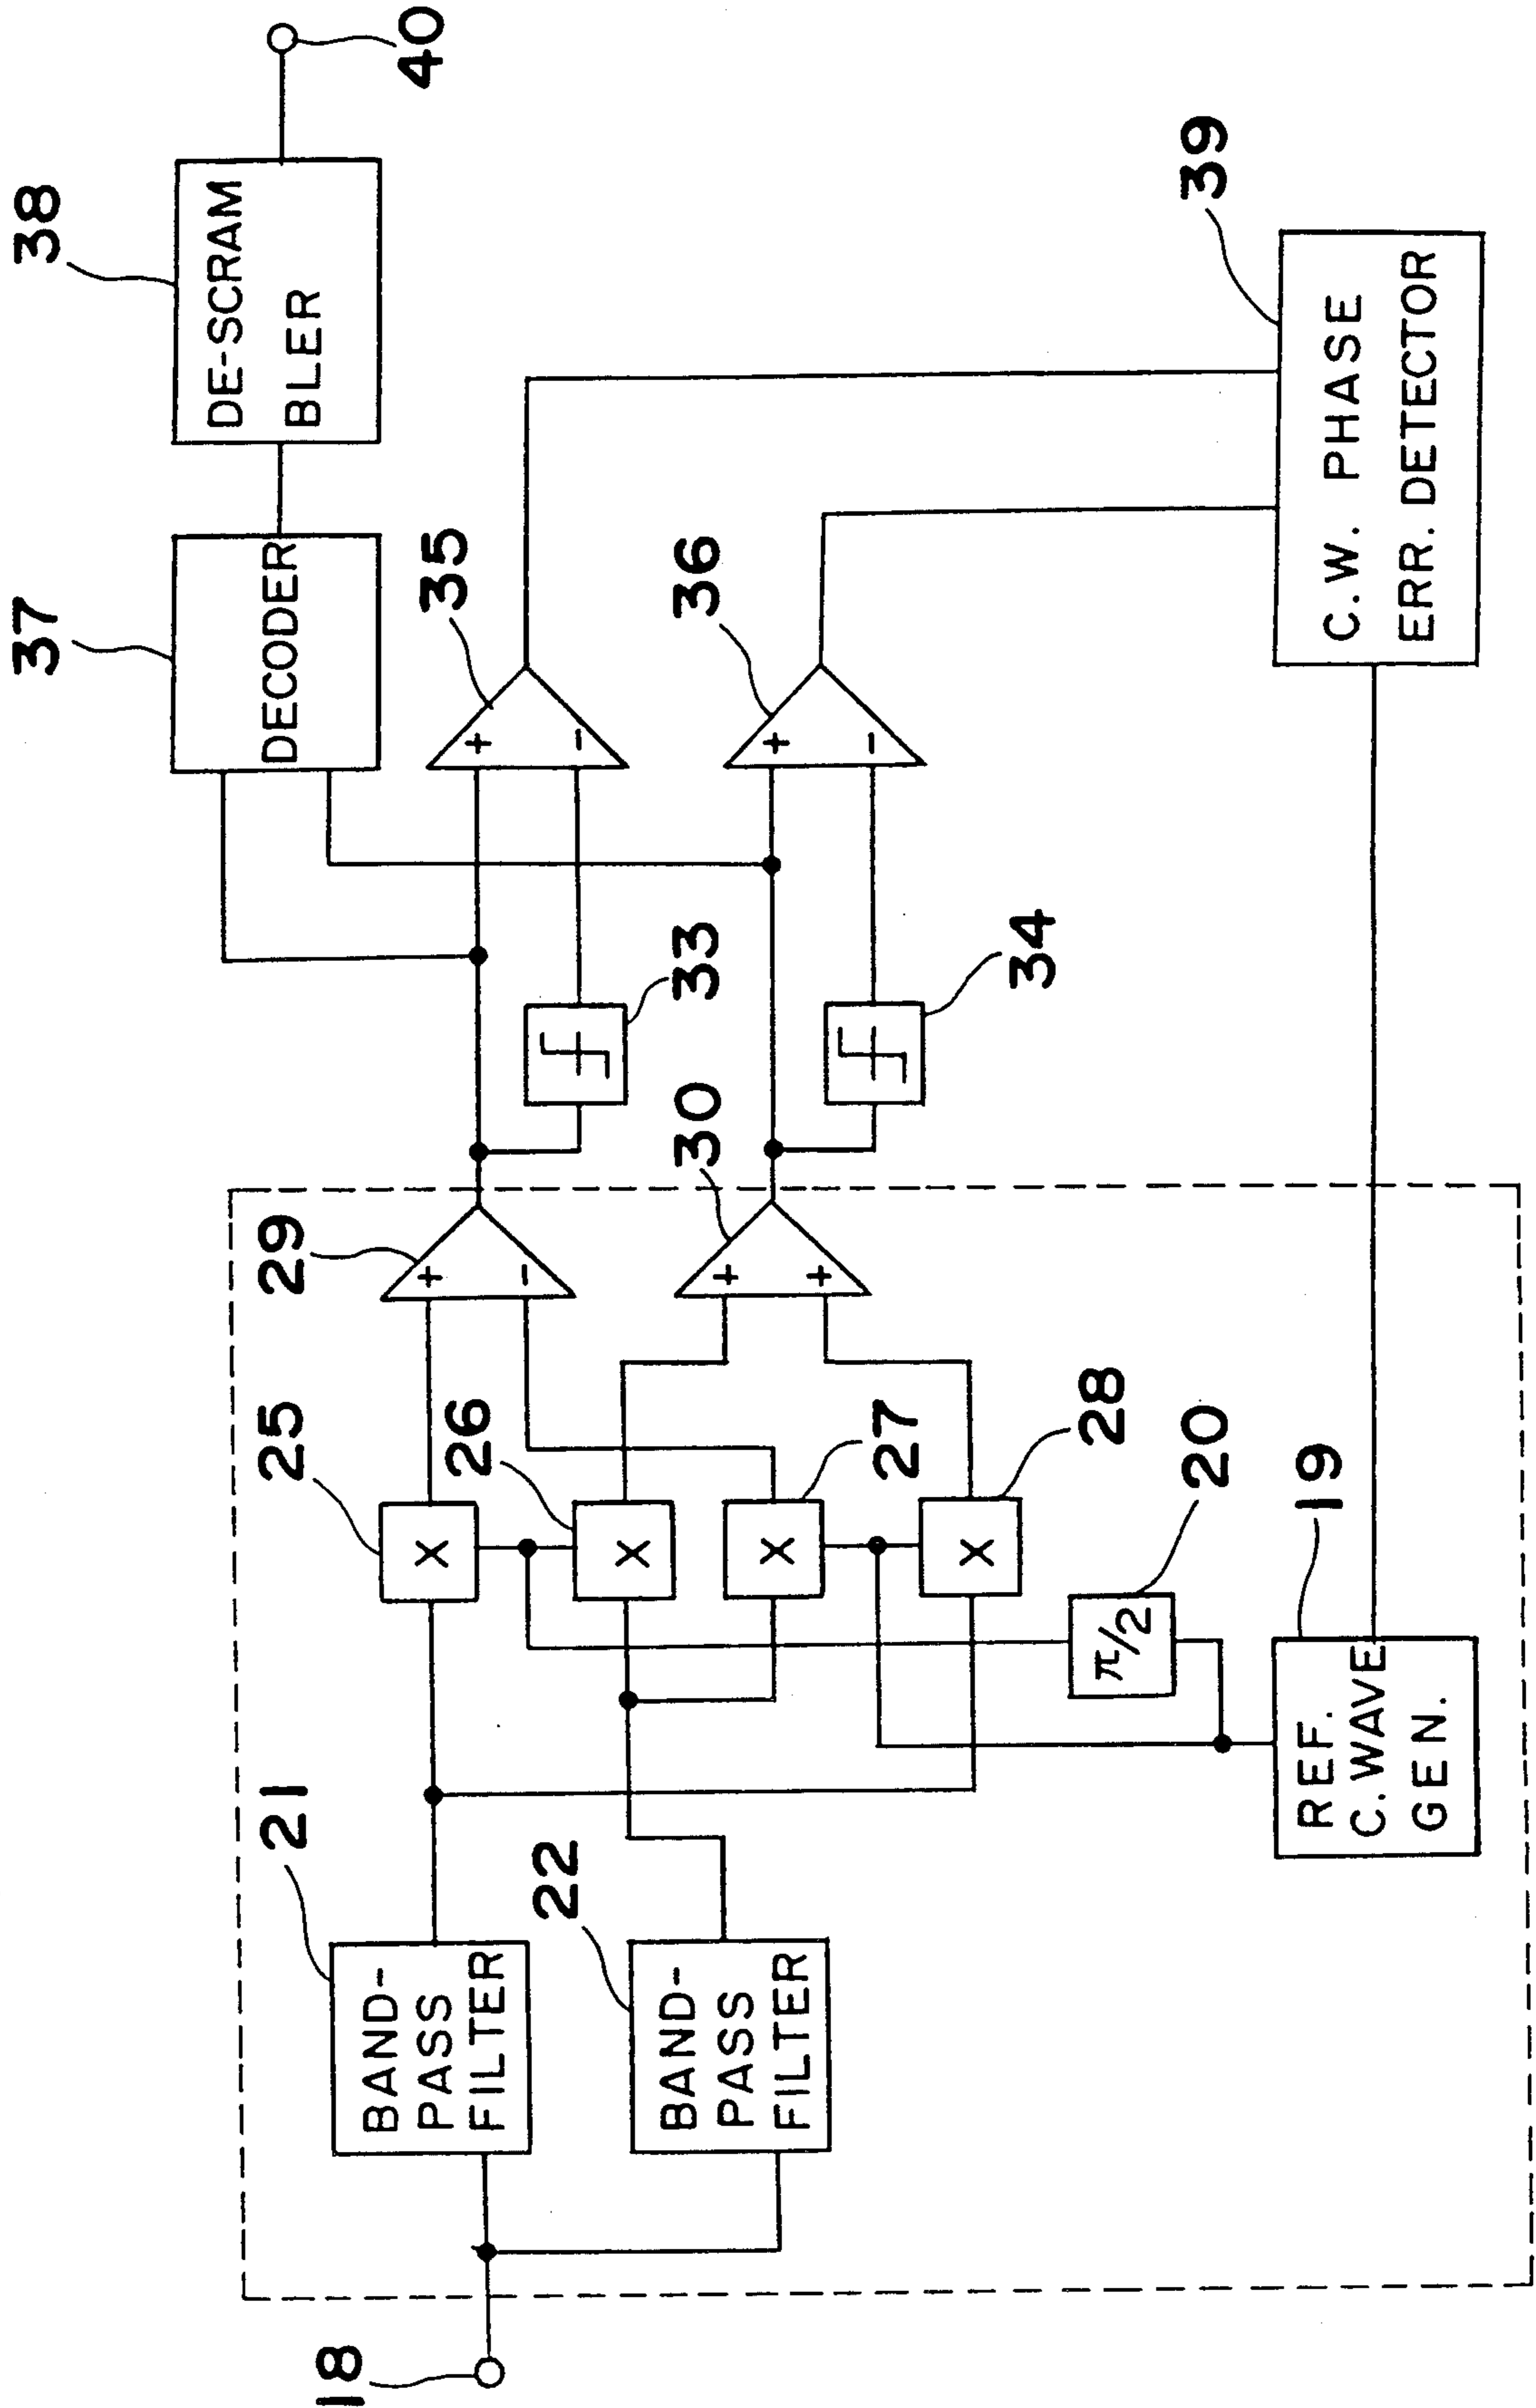 18
21
BAND-
PASS
FILTER
22
BAND-
PASS
FILTER
25
X
26
X
27
X
28
X
20
π/2
19
REF.
C.WAVE
GEN.
29
+
-
30
+
+
33
34
35
+
-
36
+
-
37
DECODER
38
DE-SCRAM
BLER
40
39
C.W. PHASE
ERR. DETECTOR